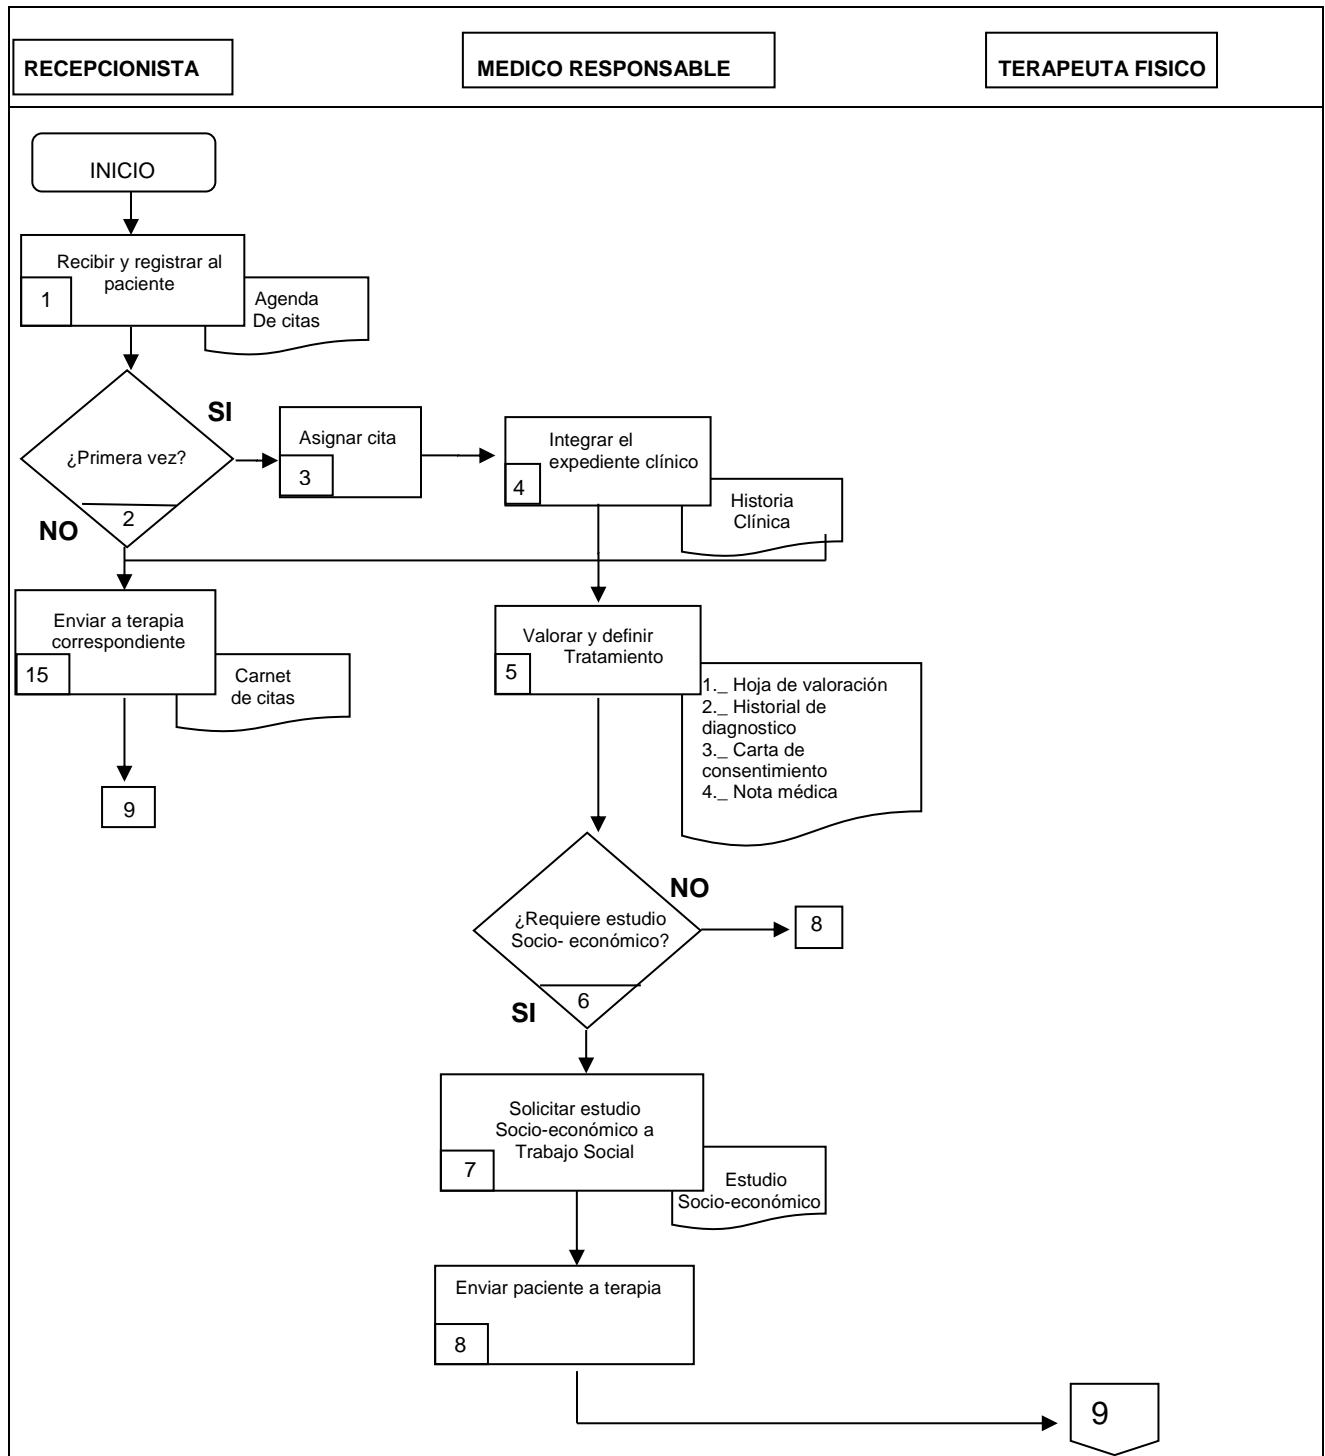 RECEPCIONISTA
MEDICO RESPONSABLE
TERAPEUTA FISICO
INICIO
Recibir y registrar al
paciente
1
Agenda
De citas
SI
¿Primera vez?
2
NO
Asignar cita
3
Integrar el
expediente clínico
4
Historia
Clínica
Enviar a terapia
correspondiente
15
Carnet
de citas
9
Valorar y definir
Tratamiento
5
1._ Hoja de valoración
2._ Historial de
diagnostico
3._ Carta de
consentimiento
4._ Nota médica
NO
¿Requiere estudio
Socio- económico?
6
SI
8
Solicitar estudio
Socio-económico a
Trabajo Social
7
Estudio
Socio-económico
Enviar paciente a terapia
8
9